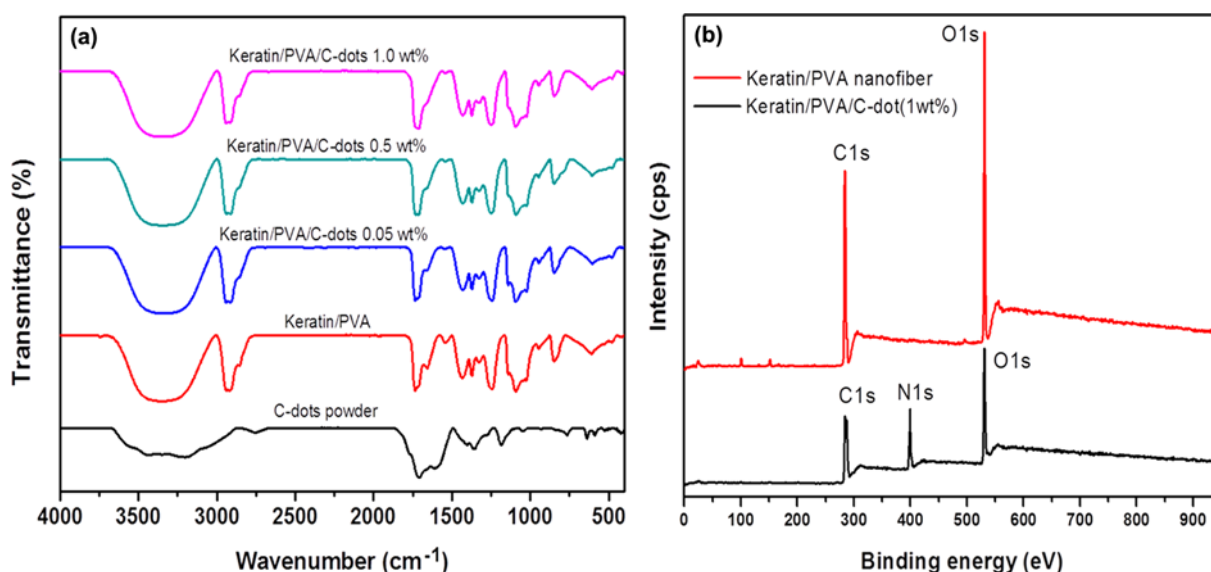 (a)
Keratin/PVA/C-dots 1.0 wt%
Keratin/PVA/C-dots 0.5 wt%
Keratin/PVA/C-dots 0.05 wt%
Keratin/PVA
C-dots powder
Transmittance (%)
4000 3500 3000 2500 2000 1500 1000 500
Wavenumber (cm⁻¹)
(b)
O1s
Keratin/PVA nanofiber
Keratin/PVA/C-dot(1wt%)
C1s
O1s
C1s
N1s
Intensity (cps)
0 100 200 300 400 500 600 700 800 900
Binding energy (eV)